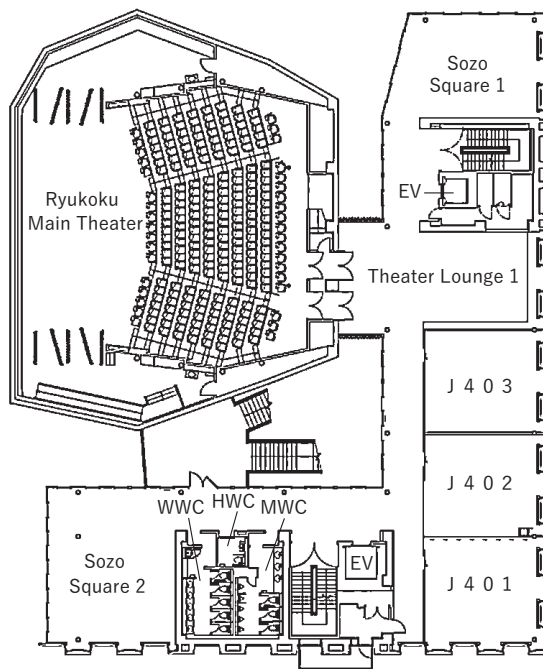 Sozo
Square 1
EV
Ryukoku
Main Theater
Theater Lounge 1
J 4 0 3
J 4 0 2
HWC
WWC
MWC
EV
Sozo
Square 2
J 4 0 1